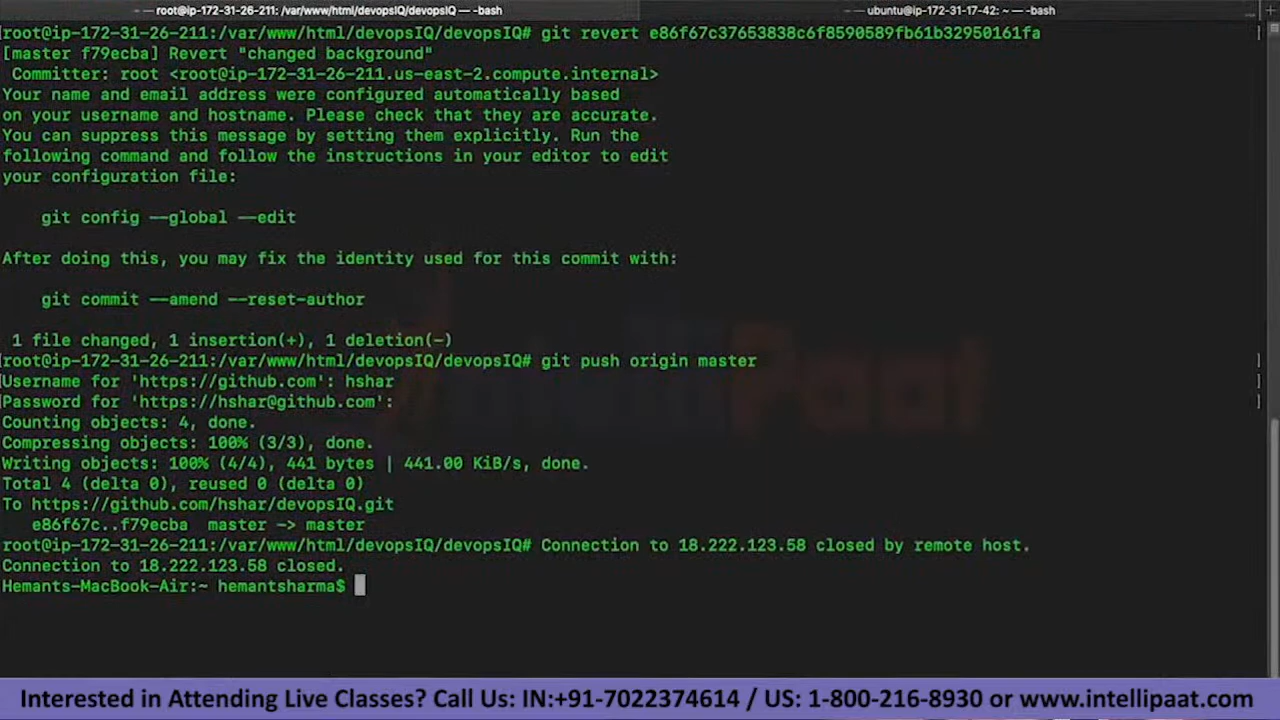 root@ip-172-31-26-211: /var/www/html/devopsIQ/devopsIQ — -bash
ubuntu@ip-172-31-17-42: ~ — -bash
[root@ip-172-31-26-211:/var/www/html/devopsIQ/devopsIQ# git revert e86f67c37653838c6f8590589fb61b32950161fa
[master f79ecba] Revert "changed background"
Committer: root <root@ip-172-31-26-211.us-east-2.compute.internal>
Your name and email address were configured automatically based
on your username and hostname. Please check that they are accurate.
You can suppress this message by setting them explicitly. Run the
following command and follow the instructions in your editor to edit
your configuration file:
git config --global --edit
After doing this, you may fix the identity used for this commit with:
git commit --amend --reset-author
1 file changed, 1 insertion(+), 1 deletion(-)
[root@ip-172-31-26-211:/var/www/html/devopsIQ/devopsIQ# git push origin master
[Username for 'https://github.com': hshar
[Password for 'https://hshar@github.com':
Counting objects: 4, done.
Compressing objects: 100% (3/3), done.
Writing objects: 100% (4/4), 441 bytes | 441.00 KiB/s, done.
Total 4 (delta 0), reused 0 (delta 0)
To https://github.com/hshar/devopsIQ.git
e86f67c..f79ecba  master -> master
root@ip-172-31-26-211:/var/www/html/devopsIQ/devopsIQ# Connection to 18.222.123.58 closed by remote host.
Connection to 18.222.123.58 closed.
Hemants-MacBook-Air:~ hemantsharma$
Interested in Attending Live Classes? Call Us: IN:+91-7022374614 / US: 1-800-216-8930 or www.intellipaat.com